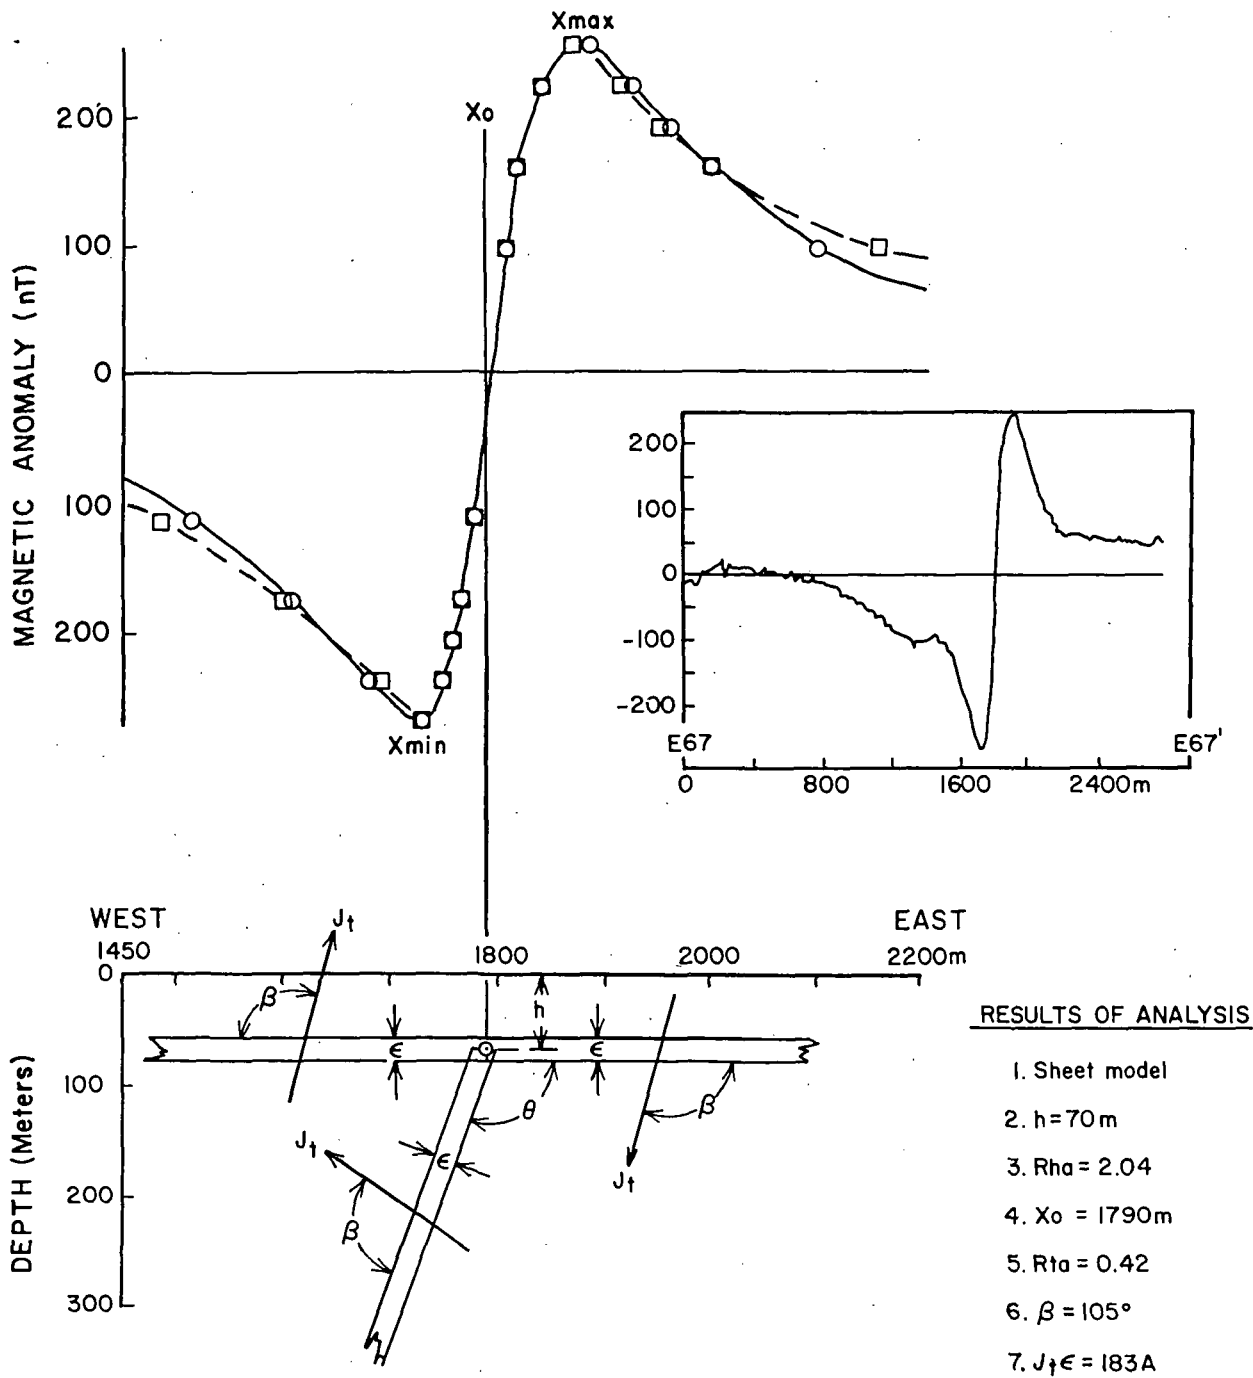 Xmax
Xo
200
100
0
100
200
MAGNETIC ANOMALY (nT)
Xmin
200
100
0
-100
-200
E67
E67'
0
800
1600
2400m
WEST
EAST
1450
1800
2000
2200m
0
100
200
300
DEPTH (Meters)
Jt
β
ϵ
h
ϵ
θ
β
Jt
Jt
ϵ
β
RESULTS OF ANALYSIS
1. Sheet model
2. h=70m
3. Rha = 2.04
4. Xo = 1790m
5. Rta = 0.42
6. β = 105°
7. Jtϵ = 183A